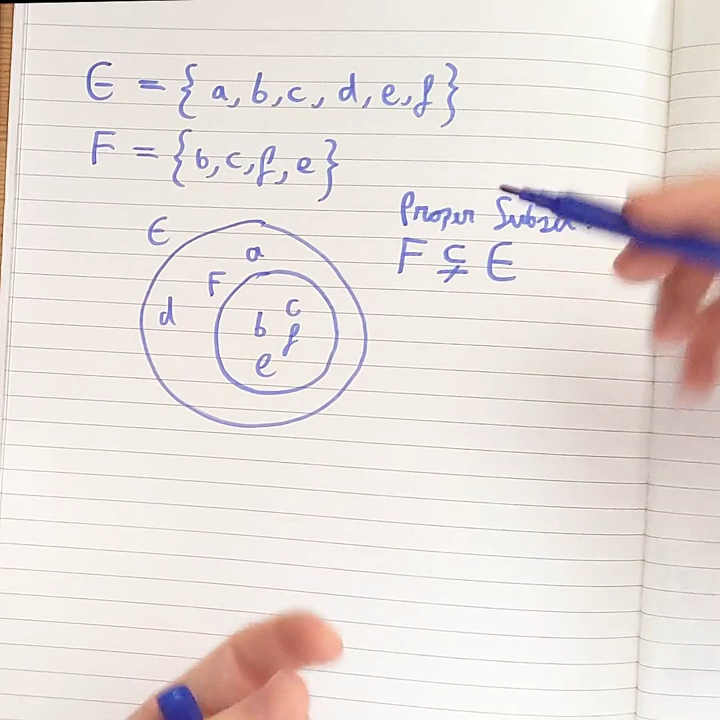 E = {a, b, c, d, e, f}
F = {b, c, f, e}
Proper
F ⊊ E
E
a
F
d
c
b f
e